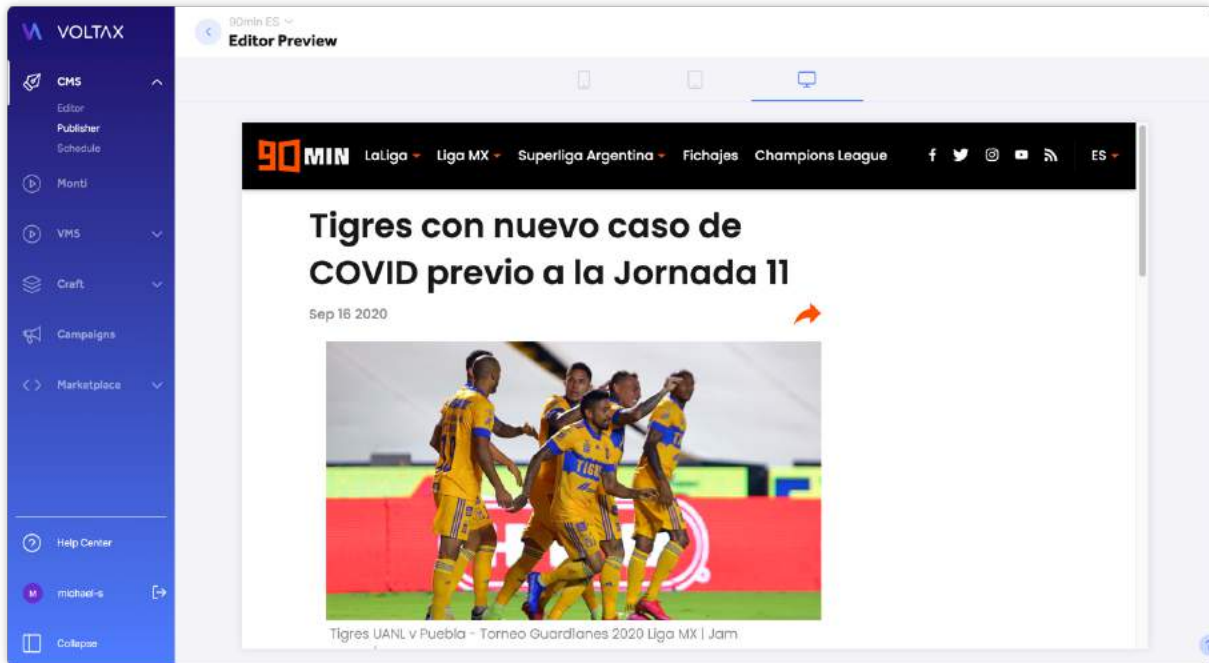 VOLTAX
90min ES
Editor Preview
CMS
Editor
Publisher
Schedule
Monti
VMS
Craft
Campaigns
Marketplace
Help Center
M
michael-s
Collapse
90MIN
LaLiga
Liga MX
Superliga Argentina
Fichajes
Champions League
ES
Tigres con nuevo caso de
COVID previo a la Jornada 11
Sep 16 2020
TIGRES
Tigres UANL v Puebla - Torneo Guardianes 2020 Liga MX | Jam